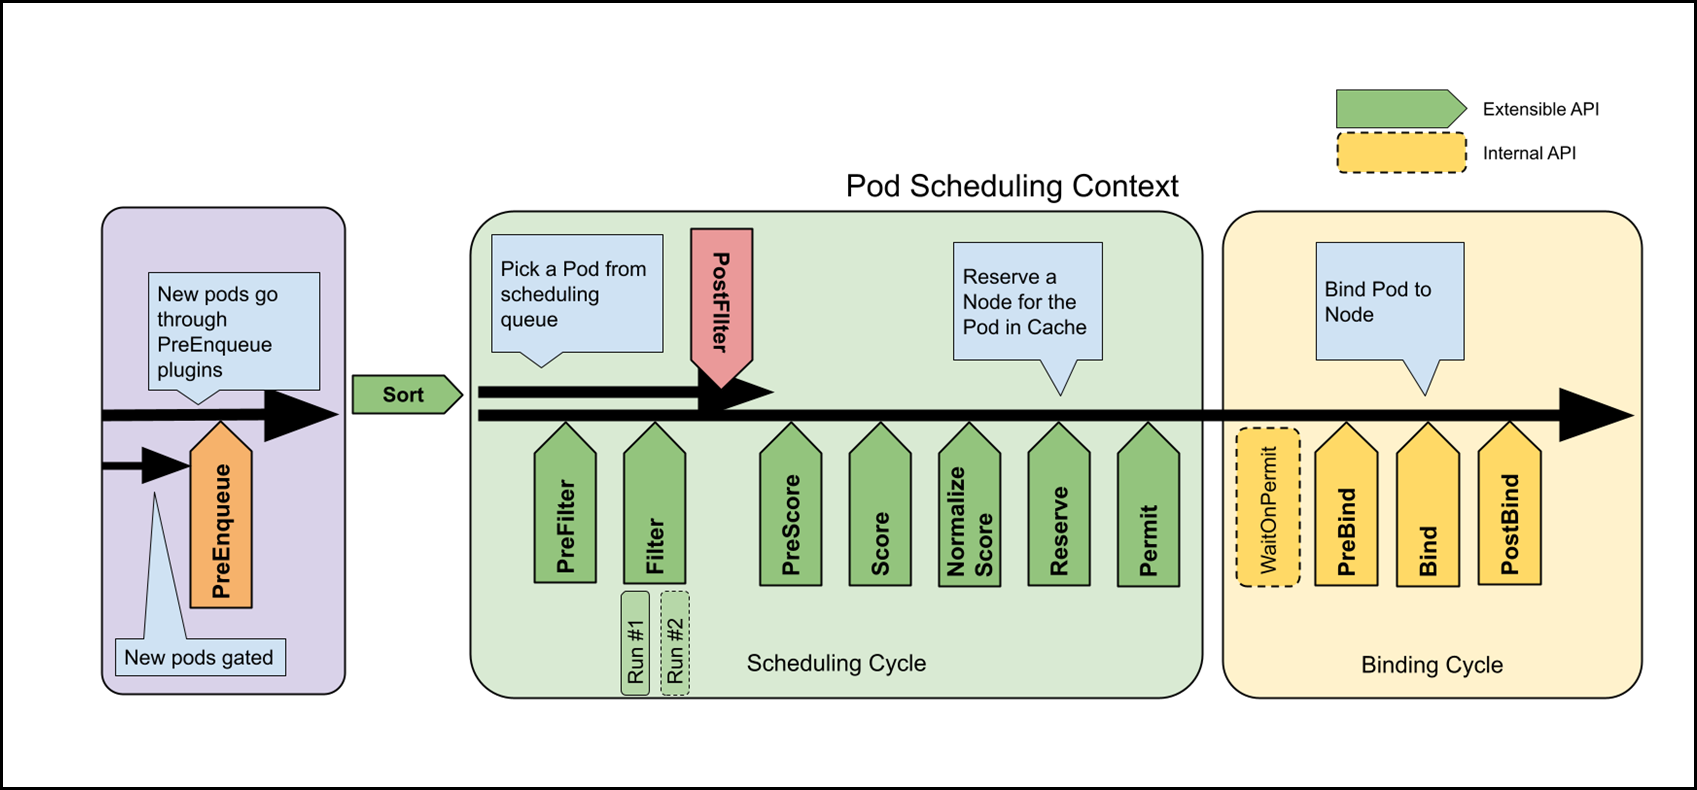 Extensible API
Internal API
Pod Scheduling Context
New pods go
through
PreEnqueue
plugins
PreEnqueue
New pods gated
Sort
Pick a Pod from
scheduling
queue
PostFIlter
Reserve a
Node for the
Pod in Cache
PreFilter
Filter
Run #1
Run #2
PreScore
Score
Normalize
Score
Reserve
Permit
Scheduling Cycle
Bind Pod to
Node
WaitOnPermit
PreBind
Bind
PostBind
Binding Cycle